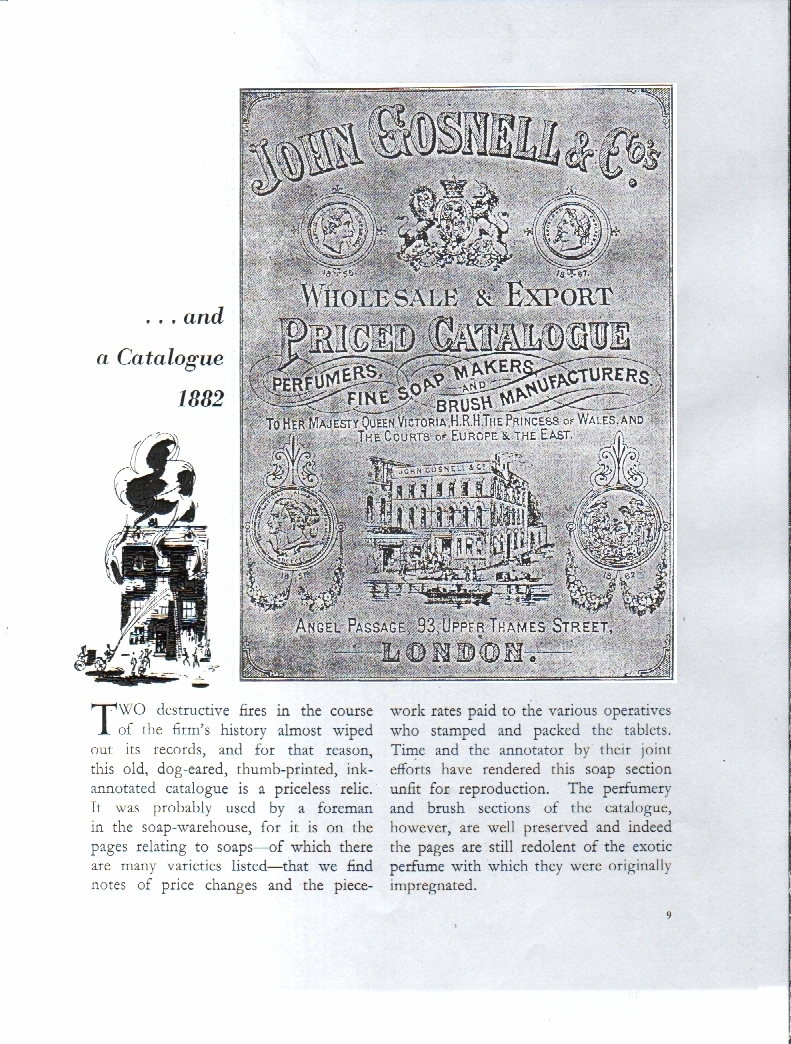 JOHN GOSNELL & Co's
1855.
1867.
WHOLESALE & EXPORT
PRICED CATALOGUE
PERFUMERS,
FINE SOAP MAKERS
AND
BRUSH MANUFACTURERS
TO HER MAJESTY QUEEN VICTORIA, H.R.H. THE PRINCESS OF WALES, AND
THE COURTS OF EUROPE & THE EAST.
JOHN GOSNELL & Co
1867
ANGEL PASSAGE, 93, UPPER THAMES STREET,
LONDON.
. . . and
a Catalogue
1882
TWO destructive fires in the course
of the firm's history almost wiped
out its records, and for that reason,
this old, dog-eared, thumb-printed, ink-
annotated catalogue is a priceless relic.
It was probably used by a foreman
in the soap-warehouse, for it is on the
pages relating to soaps—of which there
are many varieties listed—that we find
notes of price changes and the piece-
work rates paid to the various operatives
who stamped and packed the tablets.
Time and the annotator by their joint
efforts have rendered this soap section
unfit for reproduction. The perfumery
and brush sections of the catalogue,
however, are well preserved and indeed
the pages are still redolent of the exotic
perfume with which they were originally
impregnated.
9